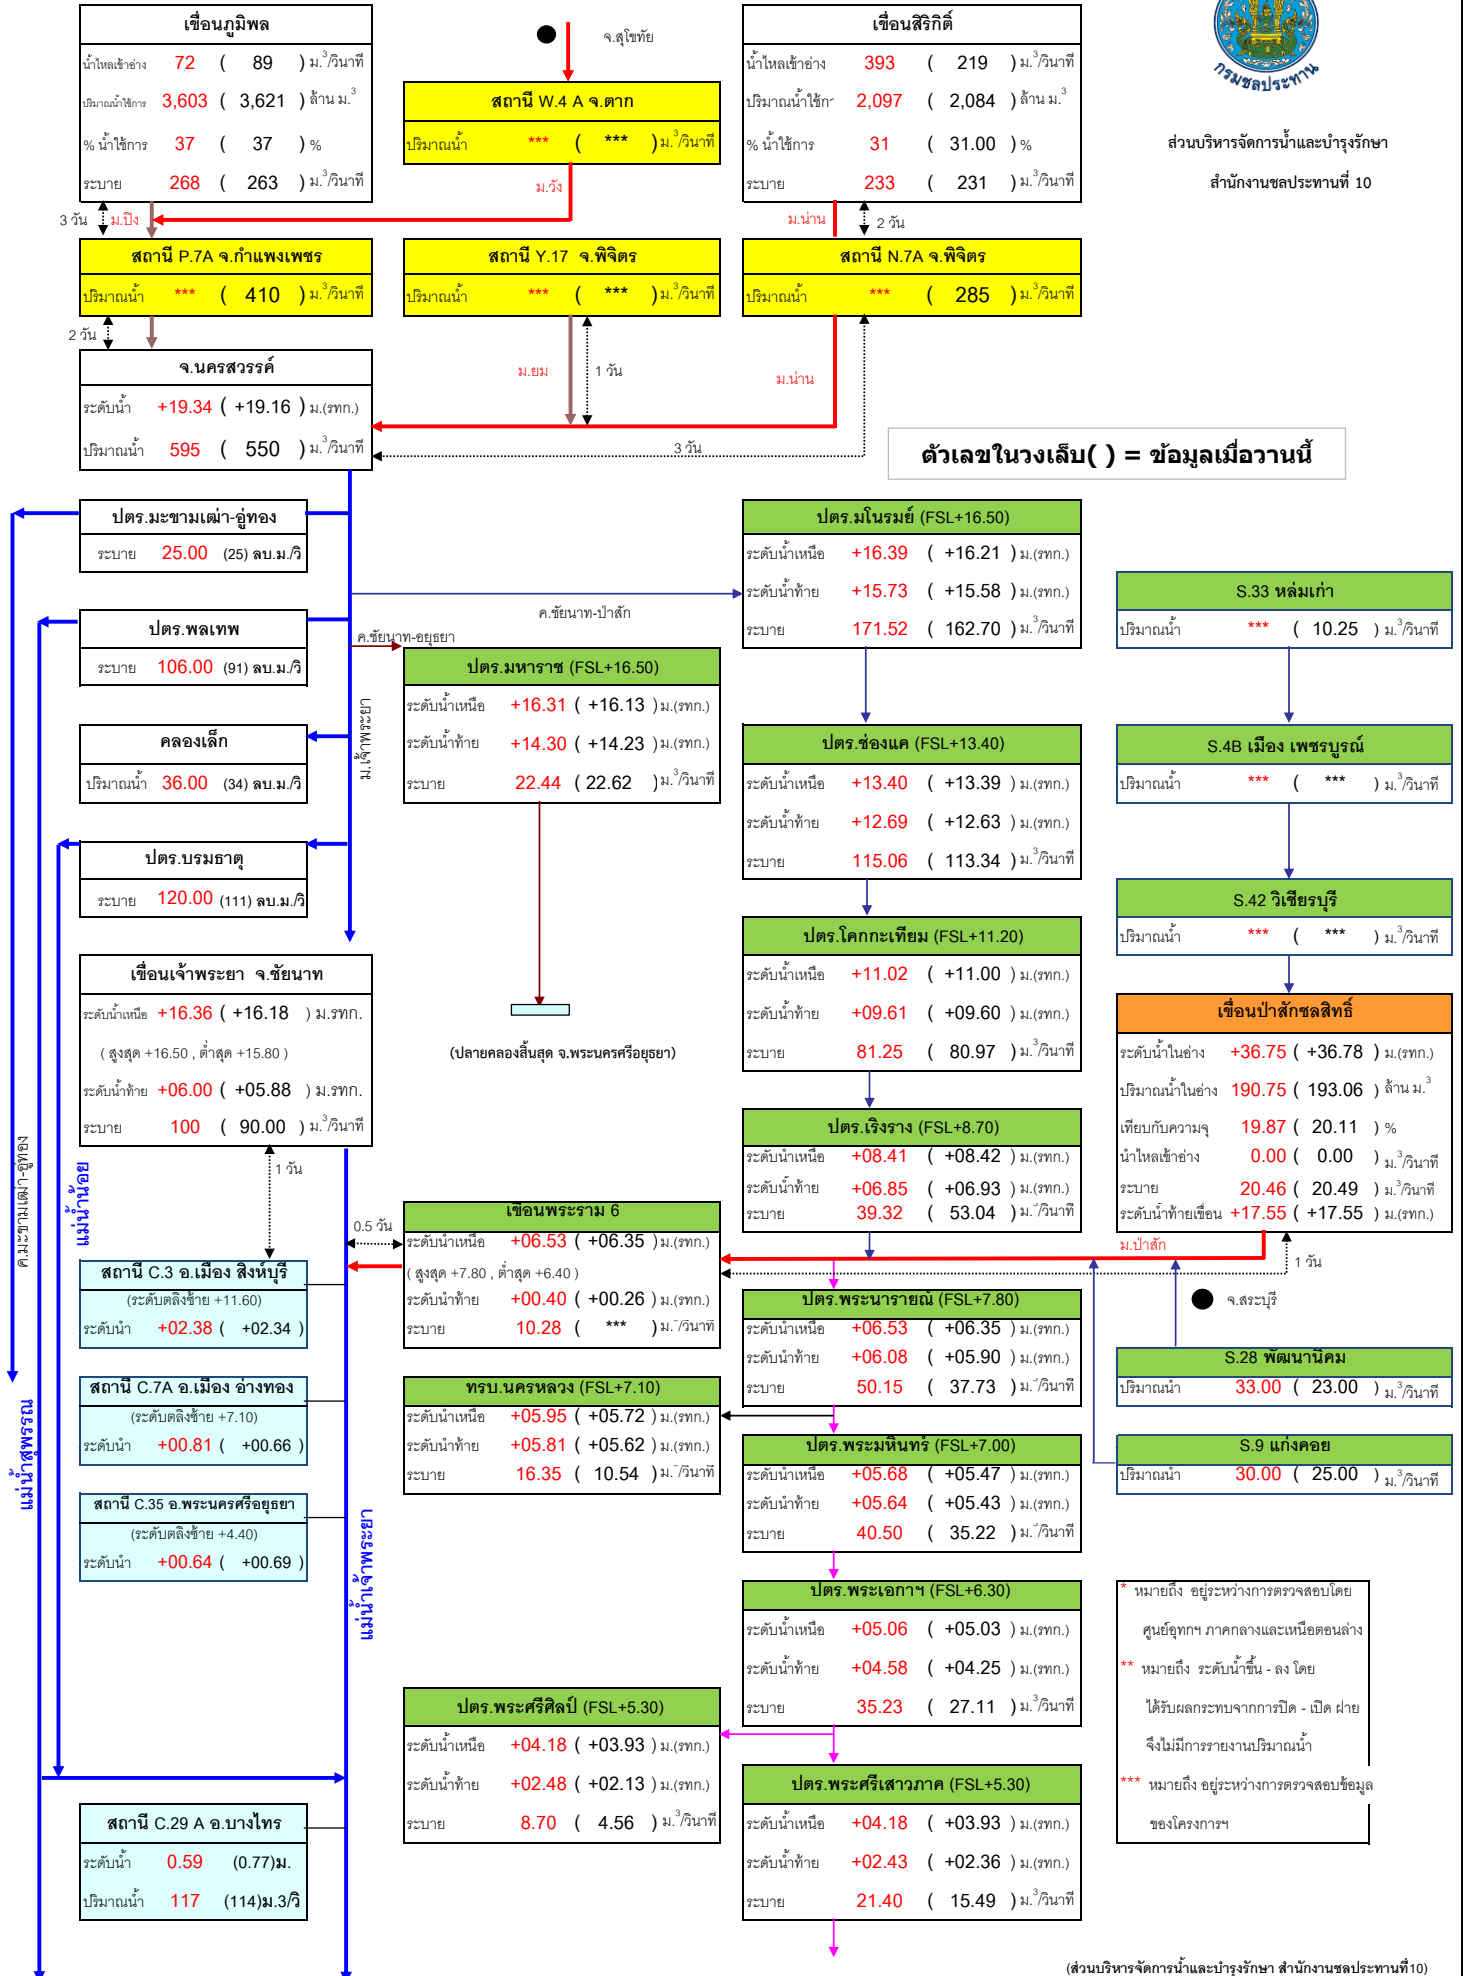 เขื่อนภูมิพล
น้ำไหลเข้าอ่าง 72 ( 89 ) ม.3/วินาที
ปริมาณน้ำใช้การ 3,603 ( 3,621 ) ล้าน ม.3
% น้ำใช้การ 37 ( 37 ) %
ระบาย 268 ( 263 ) ม.3/วินาที
จ.สุโขทัย
สถานี W.4 A จ.ตาก
ปริมาณน้ำ *** ( *** ) ม.3/วินาที
ม.วัง
เขื่อนสิริกิติ์
น้ำไหลเข้าอ่าง 393 ( 219 ) ม.3/วินาที
ปริมาณน้ำใช้กา 2,097 ( 2,084 ) ล้าน ม.3
% น้ำใช้การ 31 ( 31.00 ) %
ระบาย 233 ( 231 ) ม.3/วินาที
กรมชลประทาน
ส่วนบริหารจัดการน้ำและบำรุงรักษา
สำนักงานชลประทานที่ 10
3 วัน ม.ปิง
ม.น่าน 2 วัน
สถานี P.7A จ.กำแพงเพชร
ปริมาณน้ำ *** ( 410 ) ม.3/วินาที
สถานี Y.17 จ.พิจิตร
ปริมาณน้ำ *** ( *** ) ม.3/วินาที
สถานี N.7A จ.พิจิตร
ปริมาณน้ำ *** ( 285 ) ม.3/วินาที
2 วัน
ม.ยม 1 วัน
ม.น่าน
จ.นครสวรรค์
ระดับน้ำ +19.34 ( +19.16 ) ม.(รทก.)
ปริมาณน้ำ 595 ( 550 ) ม.3/วินาที
3 วัน
ตัวเลขในวงเล็บ( ) = ข้อมูลเมื่อวานนี้
ปตร.มะขามเฒ่า-อู่ทอง
ระบาย 25.00 (25) ลบ.ม./วิ
ปตร.พลเทพ
ระบาย 106.00 (91) ลบ.ม./วิ
คลองเล็ก
ปริมาณน้ำ 36.00 (34) ลบ.ม./วิ
ปตร.บรมธาตุ
ระบาย 120.00 (111) ลบ.ม./วิ
ม.เจ้าพระยา
ค.ชัยนาท-ป่าสัก
ค.ชัยนาท-อยุธยา
ปตร.มหาราช (FSL+16.50)
ระดับน้ำเหนือ +16.31 ( +16.13 ) ม.(รทก.)
ระดับน้ำท้าย +14.30 ( +14.23 ) ม.(รทก.)
ระบาย 22.44 ( 22.62 ) ม.3/วินาที
(ปลายคลองสิ้นสุด จ.พระนครศรีอยุธยา)
ปตร.มโนรมย์ (FSL+16.50)
ระดับน้ำเหนือ +16.39 ( +16.21 ) ม.(รทก.)
ระดับน้ำท้าย +15.73 ( +15.58 ) ม.(รทก.)
ระบาย 171.52 ( 162.70 ) ม.3/วินาที
ปตร.ช่องแค (FSL+13.40)
ระดับน้ำเหนือ +13.40 ( +13.39 ) ม.(รทก.)
ระดับน้ำท้าย +12.69 ( +12.63 ) ม.(รทก.)
ระบาย 115.06 ( 113.34 ) ม.3/วินาที
ปตร.โคกกะเทียม (FSL+11.20)
ระดับน้ำเหนือ +11.02 ( +11.00 ) ม.(รทก.)
ระดับน้ำท้าย +09.61 ( +09.60 ) ม.(รทก.)
ระบาย 81.25 ( 80.97 ) ม.3/วินาที
ปตร.เริงราง (FSL+8.70)
ระดับน้ำเหนือ +08.41 ( +08.42 ) ม.(รทก.)
ระดับน้ำท้าย +06.85 ( +06.93 ) ม.(รทก.)
ระบาย 39.32 ( 53.04 ) ม.3/วินาที
S.33 หล่มเก่า
ปริมาณน้ำ *** ( 10.25 ) ม.3/วินาที
S.4B เมือง เพชรบูรณ์
ปริมาณน้ำ *** ( *** ) ม.3/วินาที
S.42 วิเชียรบุรี
ปริมาณน้ำ *** ( *** ) ม.3/วินาที
เขื่อนป่าสักชลสิทธิ์
ระดับน้ำในอ่าง +36.75 ( +36.78 ) ม.(รทก.)
ปริมาณน้ำในอ่าง 190.75 ( 193.06 ) ล้าน ม.3
เทียบกับความจุ 19.87 ( 20.11 ) %
น้ำไหลเข้าอ่าง 0.00 ( 0.00 ) ม.3/วินาที
ระบาย 20.46 ( 20.49 ) ม.3/วินาที
ระดับน้ำท้ายเขื่อน +17.55 ( +17.55 ) ม.(รทก.)
เขื่อนเจ้าพระยา จ.ชัยนาท
ระดับน้ำเหนือ +16.36 ( +16.18 ) ม.รทก.
( สูงสุด +16.50 , ต่ำสุด +15.80 )
ระดับน้ำท้าย +06.00 ( +05.88 ) ม.รทก.
ระบาย 100 ( 90.00 ) ม.3/วินาที
1 วัน
ค.มะขามเฒ่า-อู่ทอง
แม่น้ำน้อย
แม่น้ำสุพรรณ
แม่น้ำเจ้าพระยา
0.5 วัน
เขื่อนพระราม 6
ระดับน้ำเหนือ +06.53 ( +06.35 ) ม.(รทก.)
( สูงสุด +7.80 , ต่ำสุด +6.40 )
ระดับน้ำท้าย +00.40 ( +00.26 ) ม.(รทก.)
ระบาย 10.28 ( *** ) ม.3/วินาที
ม.ป่าสัก
1 วัน
จ.สระบุรี
สถานี C.3 อ.เมือง สิงห์บุรี
(ระดับตลิ่งซ้าย +11.60)
ระดับน้ำ +02.38 ( +02.34 )
สถานี C.7A อ.เมือง อ่างทอง
(ระดับตลิ่งซ้าย +7.10)
ระดับน้ำ +00.81 ( +00.66 )
สถานี C.35 อ.พระนครศรีอยุธยา
(ระดับตลิ่งซ้าย +4.40)
ระดับน้ำ +00.64 ( +00.69 )
ทรบ.นครหลวง (FSL+7.10)
ระดับน้ำเหนือ +05.95 ( +05.72 ) ม.(รทก.)
ระดับน้ำท้าย +05.81 ( +05.62 ) ม.(รทก.)
ระบาย 16.35 ( 10.54 ) ม.3/วินาที
ปตร.พระนารายณ์ (FSL+7.80)
ระดับน้ำเหนือ +06.53 ( +06.35 ) ม.(รทก.)
ระดับน้ำท้าย +06.08 ( +05.90 ) ม.(รทก.)
ระบาย 50.15 ( 37.73 ) ม.3/วินาที
ปตร.พระมหินทร์ (FSL+7.00)
ระดับน้ำเหนือ +05.68 ( +05.47 ) ม.(รทก.)
ระดับน้ำท้าย +05.64 ( +05.43 ) ม.(รทก.)
ระบาย 40.50 ( 35.22 ) ม.3/วินาที
S.28 พัฒนานิคม
ปริมาณน้ำ 33.00 ( 23.00 ) ม.3/วินาที
S.9 แก่งคอย
ปริมาณน้ำ 30.00 ( 25.00 ) ม.3/วินาที
ปตร.พระเอกาฯ (FSL+6.30)
ระดับน้ำเหนือ +05.06 ( +05.03 ) ม.(รทก.)
ระดับน้ำท้าย +04.58 ( +04.25 ) ม.(รทก.)
ระบาย 35.23 ( 27.11 ) ม.3/วินาที
ปตร.พระศรีศิลป์ (FSL+5.30)
ระดับน้ำเหนือ +04.18 ( +03.93 ) ม.(รทก.)
ระดับน้ำท้าย +02.48 ( +02.13 ) ม.(รทก.)
ระบาย 8.70 ( 4.56 ) ม.3/วินาที
ปตร.พระศรีเสาวภาค (FSL+5.30)
ระดับน้ำเหนือ +04.18 ( +03.93 ) ม.(รทก.)
ระดับน้ำท้าย +02.43 ( +02.36 ) ม.(รทก.)
ระบาย 21.40 ( 15.49 ) ม.3/วินาที
* หมายถึง อยู่ระหว่างการตรวจสอบโดย
ศูนย์อุทกฯ ภาคกลางและเหนือตอนล่าง
** หมายถึง ระดับน้ำขึ้น - ลง โดย
ได้รับผลกระทบจากการปิด - เปิด ฝาย
จึงไม่มีการรายงานปริมาณน้ำ
*** หมายถึง อยู่ระหว่างการตรวจสอบข้อมูล
ของโครงการฯ
สถานี C.29 A อ.บางไทร
ระดับน้ำ 0.59 (0.77)ม.
ปริมาณน้ำ 117 (114)ม.3/วิ
(ส่วนบริหารจัดการน้ำและบำรุงรักษา สำนักงานชลประทานที่10)